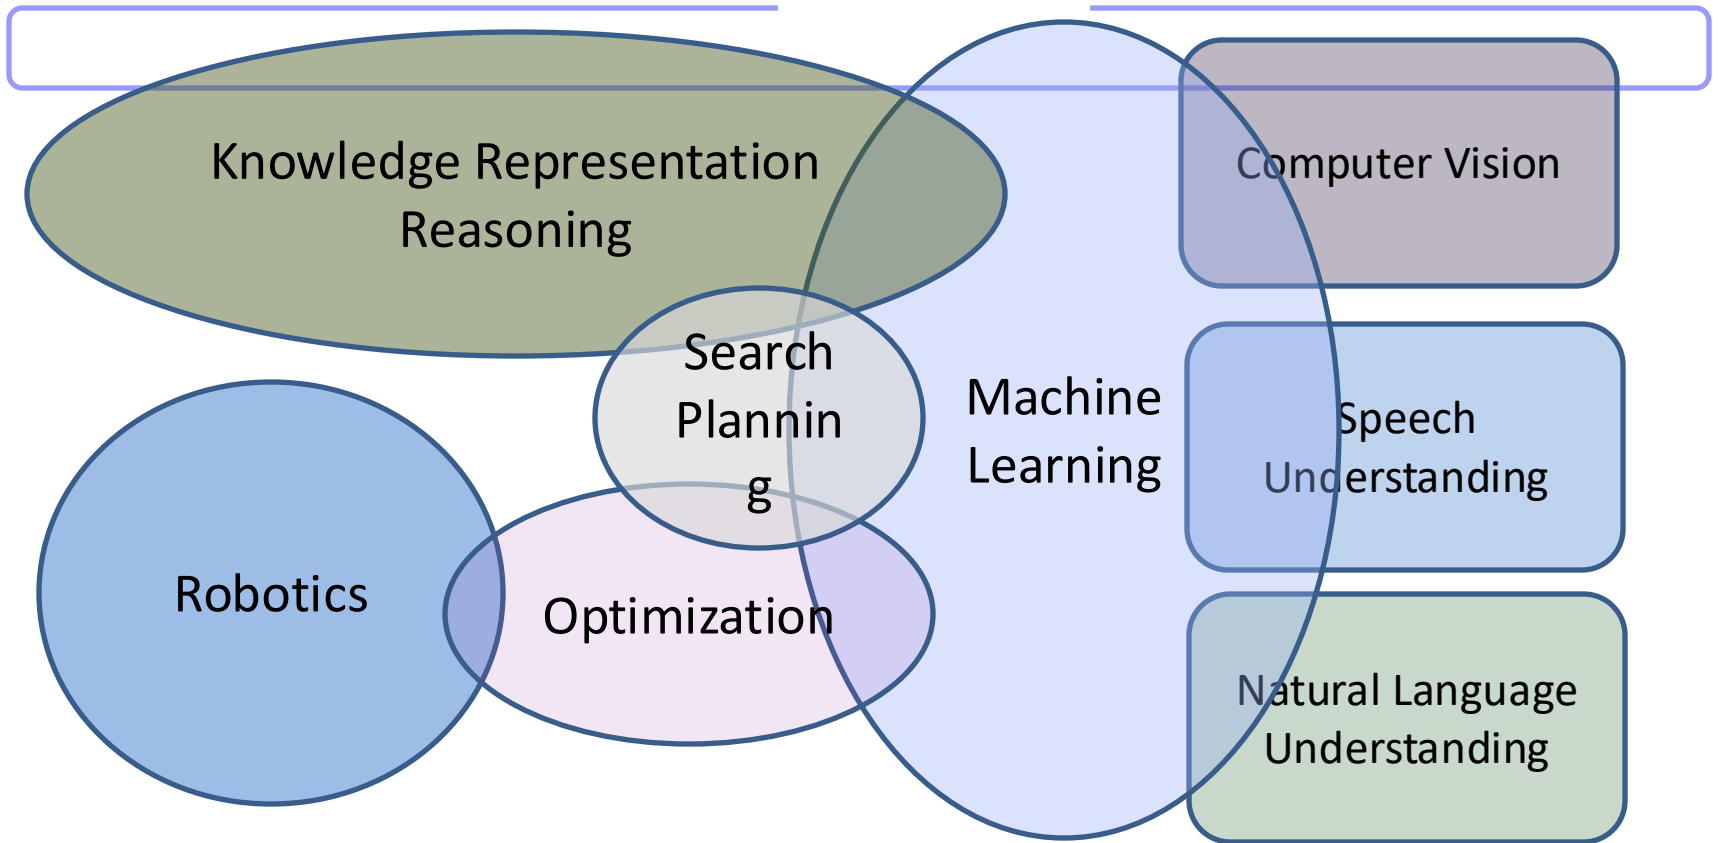 Knowledge Representation
Reasoning
Computer Vision
Search
Plannin
g
Machine
Learning
Speech
Understanding
Robotics
Optimization
Natural Language
Understanding